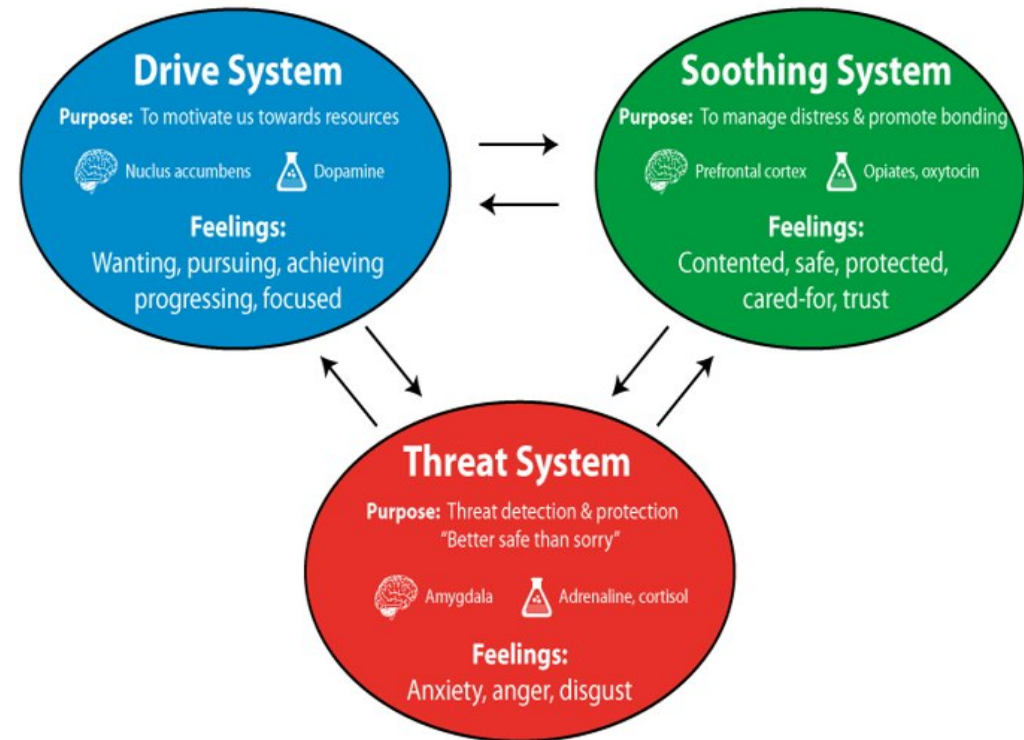 Drive System
Purpose: To motivate us towards resources
Nuclus accumbens
Dopamine
Feelings:
Wanting, pursuing, achieving
progressing, focused
Soothing System
Purpose: To manage distress & promote bonding
Prefrontal cortex
Opiates, oxytocin
Feelings:
Contented, safe, protected,
cared-for, trust
Threat System
Purpose: Threat detection & protection
“Better safe than sorry”
Amygdala
Adrenaline, cortisol
Feelings:
Anxiety, anger, disgust